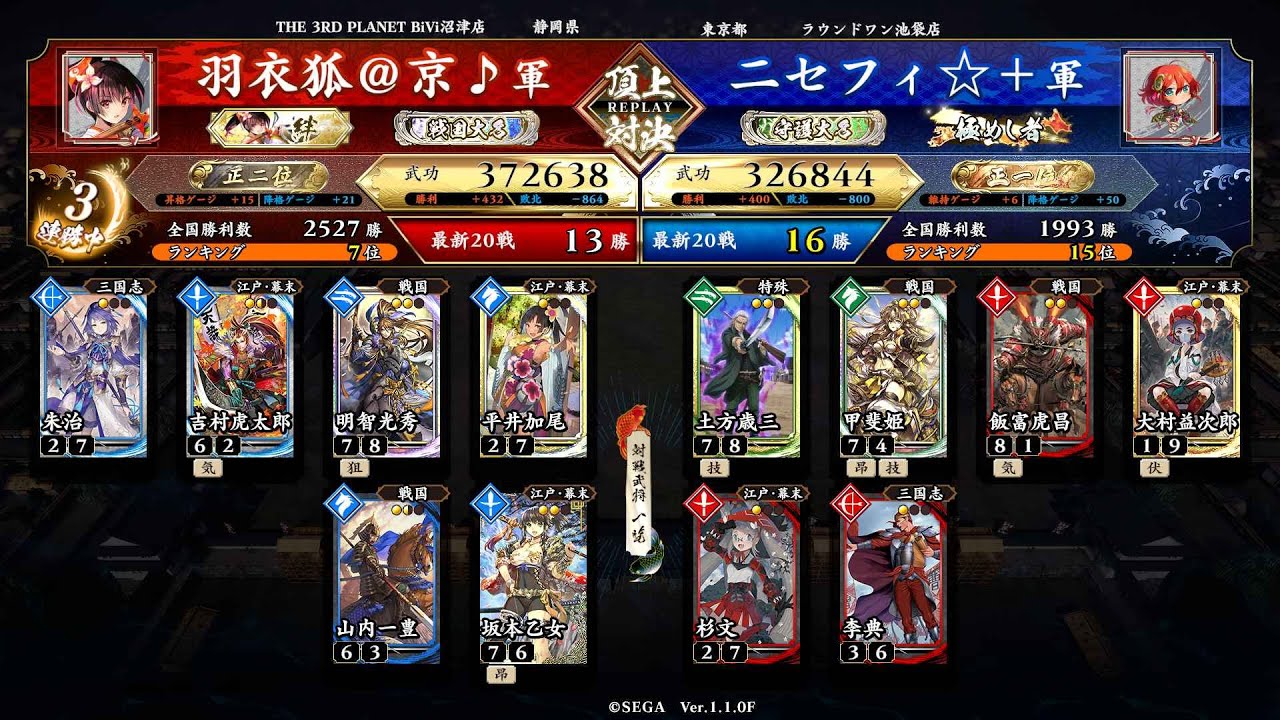 THE 3RD PLANET BiVi沼津店 静岡県
東京都 ラウンドワン池袋店
羽衣狐@京♪軍
頂上
REPLAY
対決
二セフィ☆+軍
絆
戦国大名
守護大名
極めし者
3
連勝中
正二位
昇格ゲージ +15 降格ゲージ +21
武功 372638
勝利 +432 敗北 -864
武功 326844
勝利 +400 敗北 -800
正一位
維持ゲージ +6 降格ゲージ +50
全国勝利数 2527勝
ランキング 7位
最新20戦 13勝
最新20戦 16勝
全国勝利数 1993勝
ランキング 15位
三国志
朱治
2 7
江戸・幕末
吉村虎太郎
6 2
気
戦国
明智光秀
7 8
狙
江戸・幕末
平井加尾
2 7
特殊
土方歳三
7 8
技
戦国
甲斐姫
7 4
昂 技
戦国
飯富虎昌
8 1
気
江戸・幕末
大村益次郎
1 9
伏
対戦武将一覧
戦国
山内一豊
6 3
江戸・幕末
坂本乙女
7 6
昂
江戸・幕末
杉文
2 7
三国志
李典
3 6
©SEGA Ver.1.1.0F